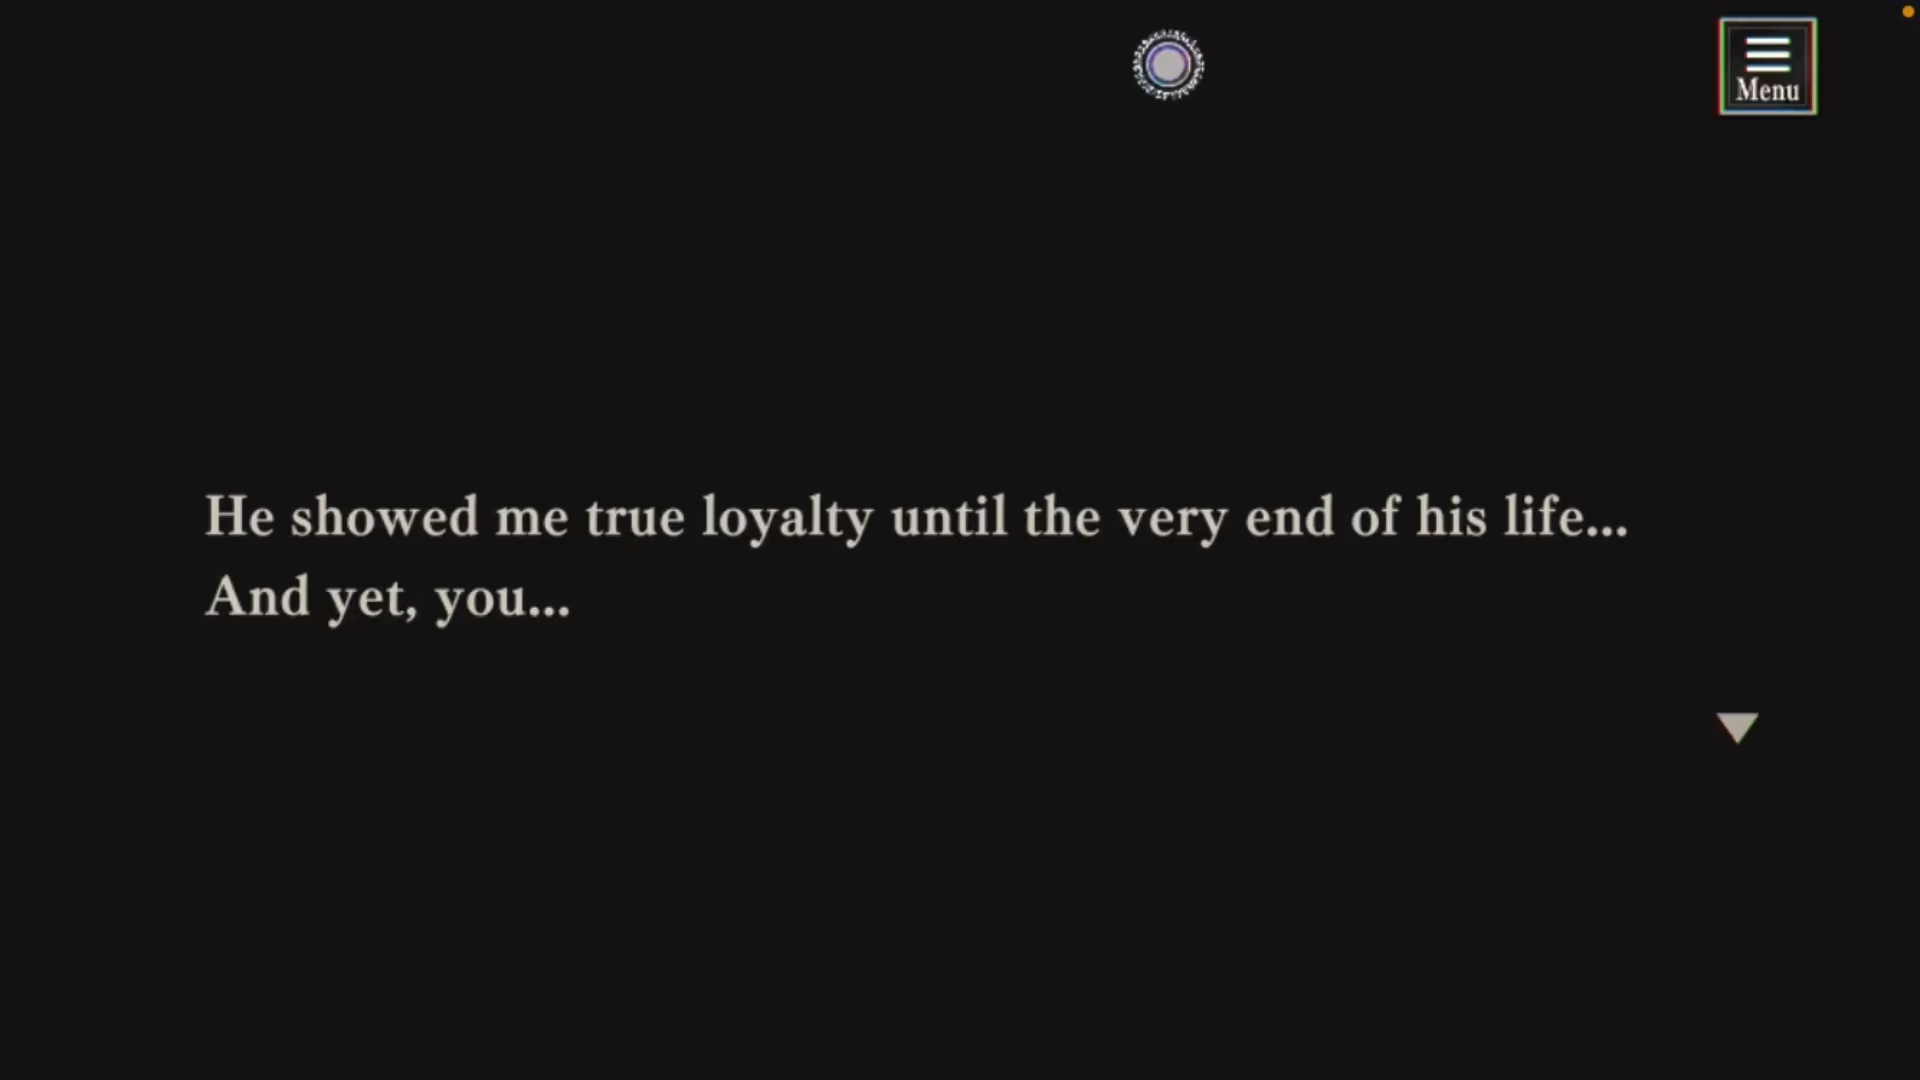 Menu
He showed me true loyalty until the very end of his life...
And yet, you...